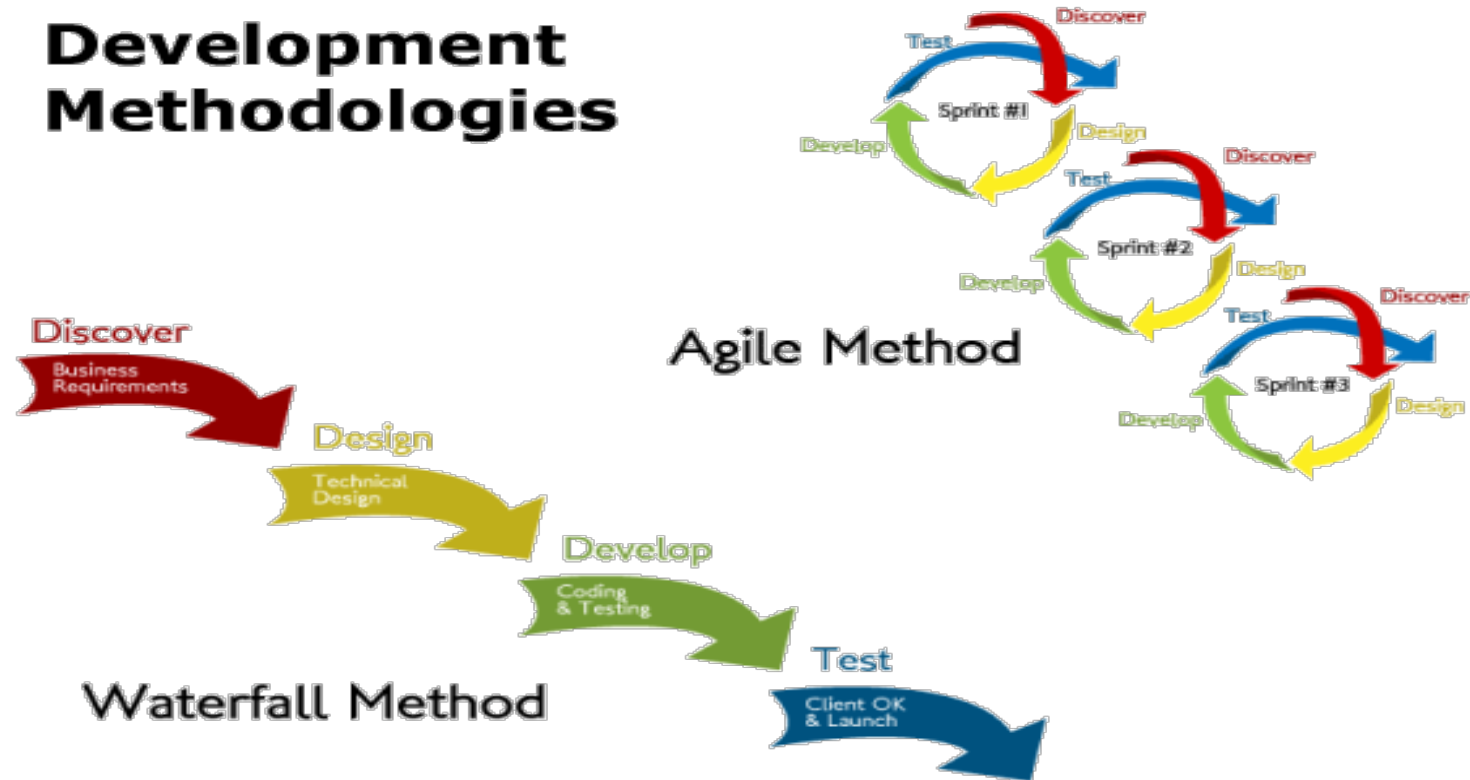 Development
Methodologies
Discover
Test
Sprint #1
Design
Develop
Discover
Test
Sprint #2
Design
Develop
Discover
Test
Sprint #3
Design
Develop
Agile Method
Discover
Business
Requirements
Design
Technical
Design
Develop
Coding
& Testing
Test
Client OK
& Launch
Waterfall Method